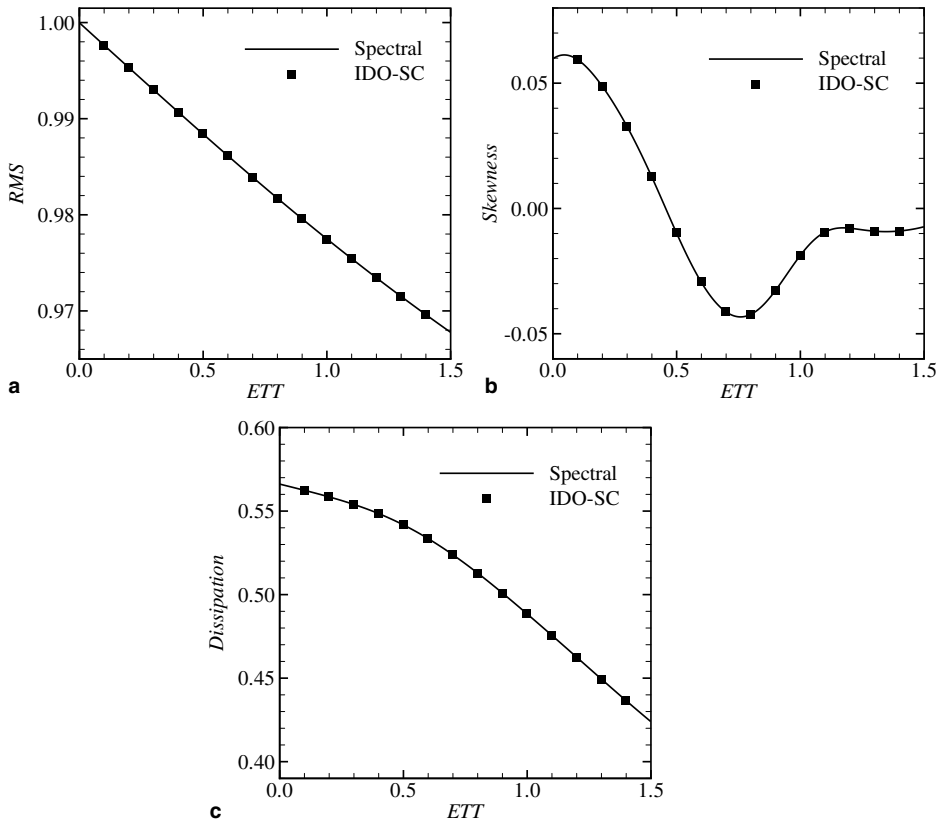 1.00
0.99
0.98
0.97
RMS
Spectral
IDO-SC
0.0
0.5
1.0
1.5
ETT
a
0.05
0.00
-0.05
Skewness
Spectral
IDO-SC
0.0
0.5
1.0
1.5
ETT
b
0.60
0.55
0.50
0.45
0.40
Dissipation
Spectral
IDO-SC
0.0
0.5
1.0
1.5
ETT
c